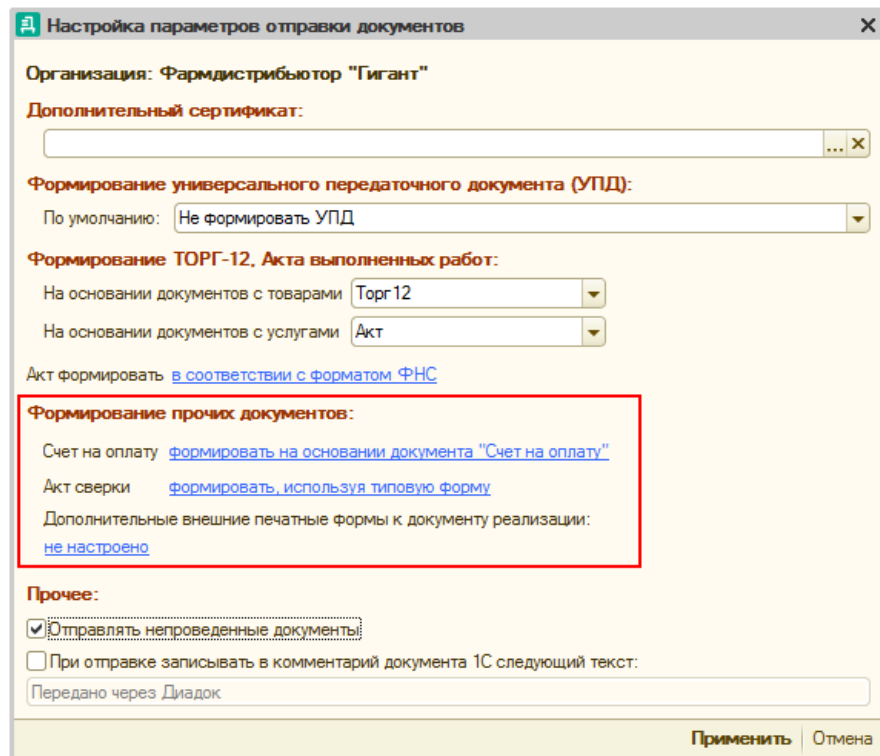 Настройка параметров отправки документов
Организация: Фармдистрибьютор "Гигант"
Дополнительный сертификат:
Формирование универсального передаточного документа (УПД):
По умолчанию: Не формировать УПД
Формирование ТОРГ-12, Акта выполненных работ:
На основании документов с товарами Торг12
На основании документов с услугами Акт
Акт формировать в соответствии с форматом ФНС
Формирование прочих документов:
Счет на оплату формировать на основании документа "Счет на оплату"
Акт сверки формировать, используя типовую форму
Дополнительные внешние печатные формы к документу реализации:
не настроено
Прочее:
Отправлять непроведенные документы
При отправке записывать в комментарий документа 1С следующий текст:
Передано через Диадок
Применить Отмена